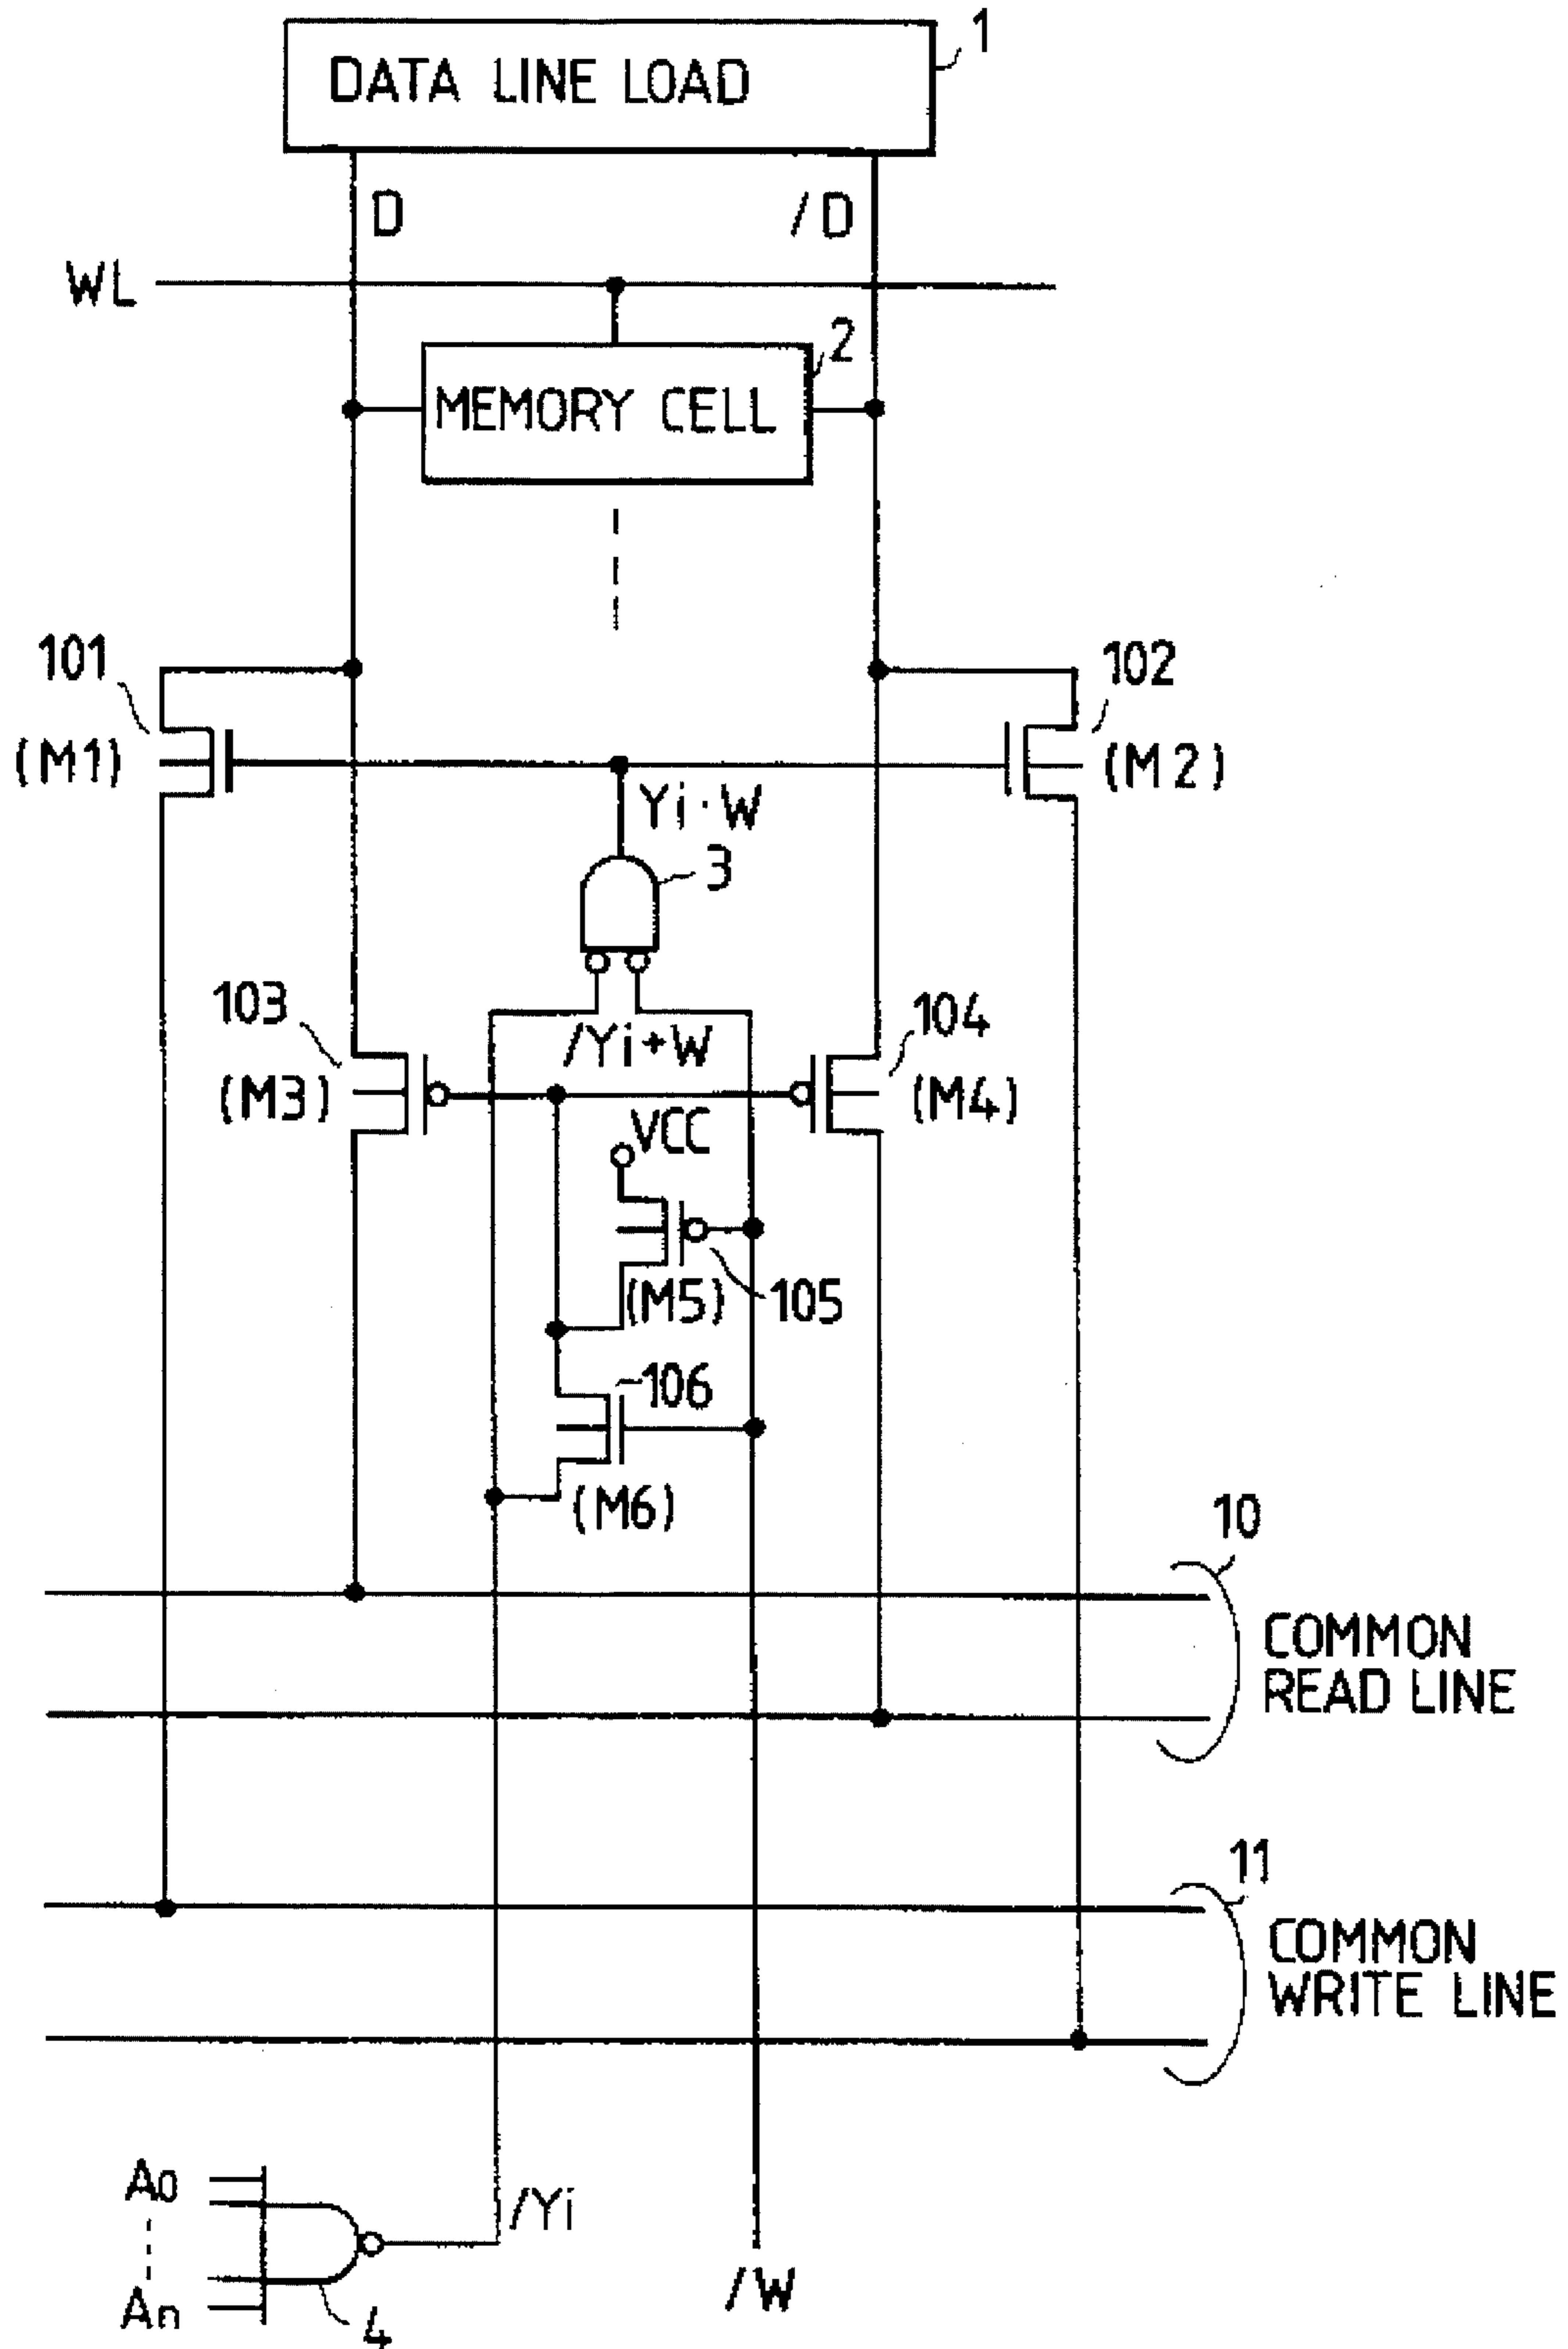 1
DATA LINE LOAD
D
/D
WL
2
MEMORY CELL
101
102
(M1)
(M2)
Yi·W
3
103
104
/Yi+W
(M3)
(M4)
VCC
(M5)
105
106
(M6)
10
COMMON
READ LINE
11
COMMON
WRITE LINE
A0
/Yi
An
4
/W